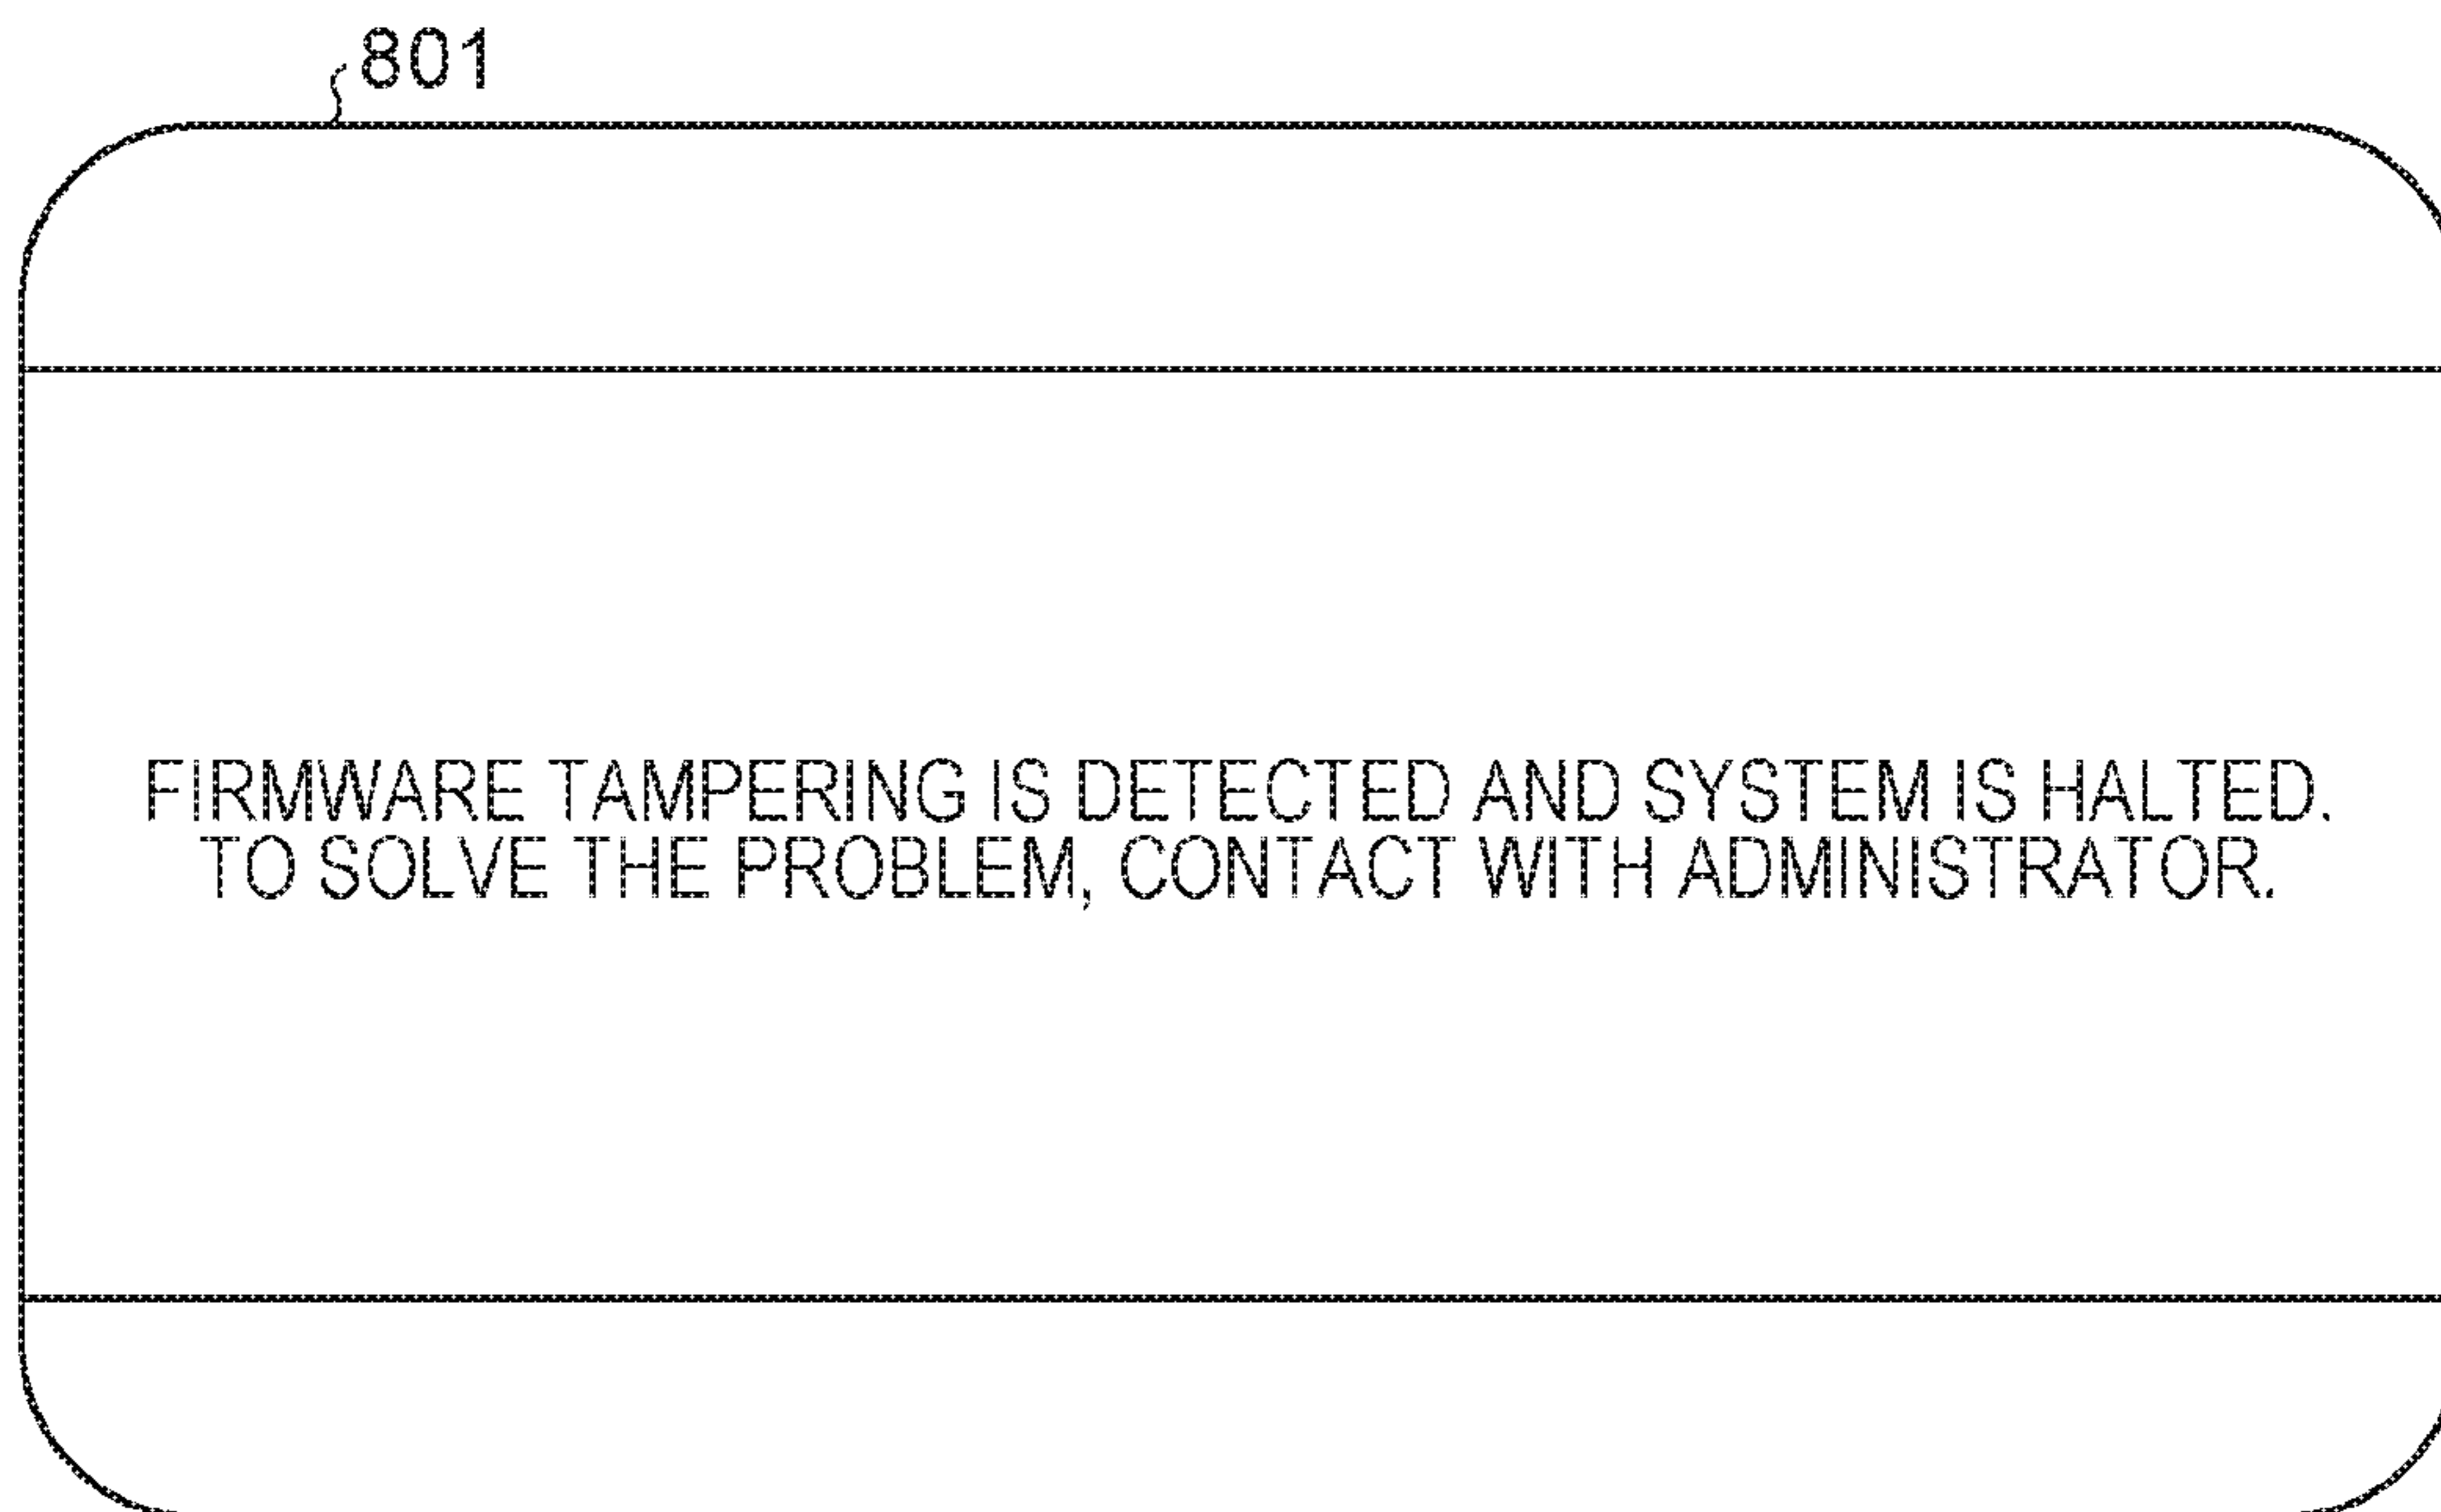 801
FIRMWARE TAMPERING IS DETECTED AND SYSTEM IS HALTED.
TO SOLVE THE PROBLEM, CONTACT WITH ADMINISTRATOR.